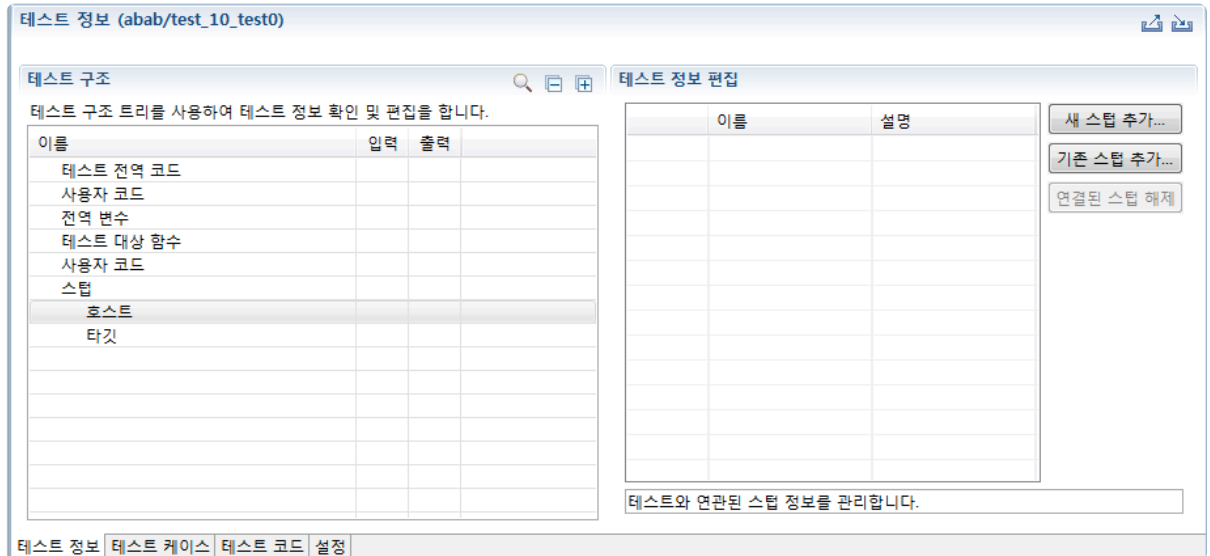 테스트 정보 (abab/test_10_test0)
테스트 구조
테스트 구조 트리를 사용하여 테스트 정보 확인 및 편집을 합니다.
이름 입력 출력
테스트 전역 코드
사용자 코드
전역 변수
테스트 대상 함수
사용자 코드
스텁
호스트
타깃
테스트 정보 편집
이름 설명
새 스텁 추가...
기존 스텁 추가...
연결된 스텁 해제
테스트와 연관된 스텁 정보를 관리합니다.
테스트 정보 테스트 케이스 테스트 코드 설정